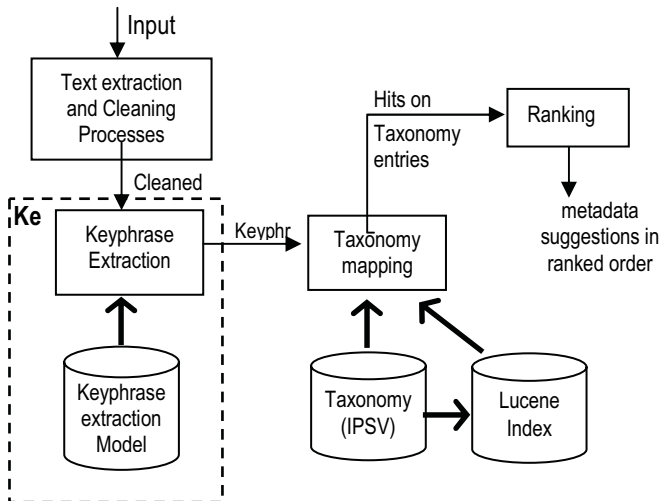 Input
Text extraction
and Cleaning
Processes
Cleaned
Ke
Keyphrase
Extraction
Keyphr
Taxonomy
mapping
Hits on
Taxonomy
entries
Ranking
metadata
suggestions in
ranked order
Keyphrase
extraction
Model
Taxonomy
(IPSV)
Lucene
Index